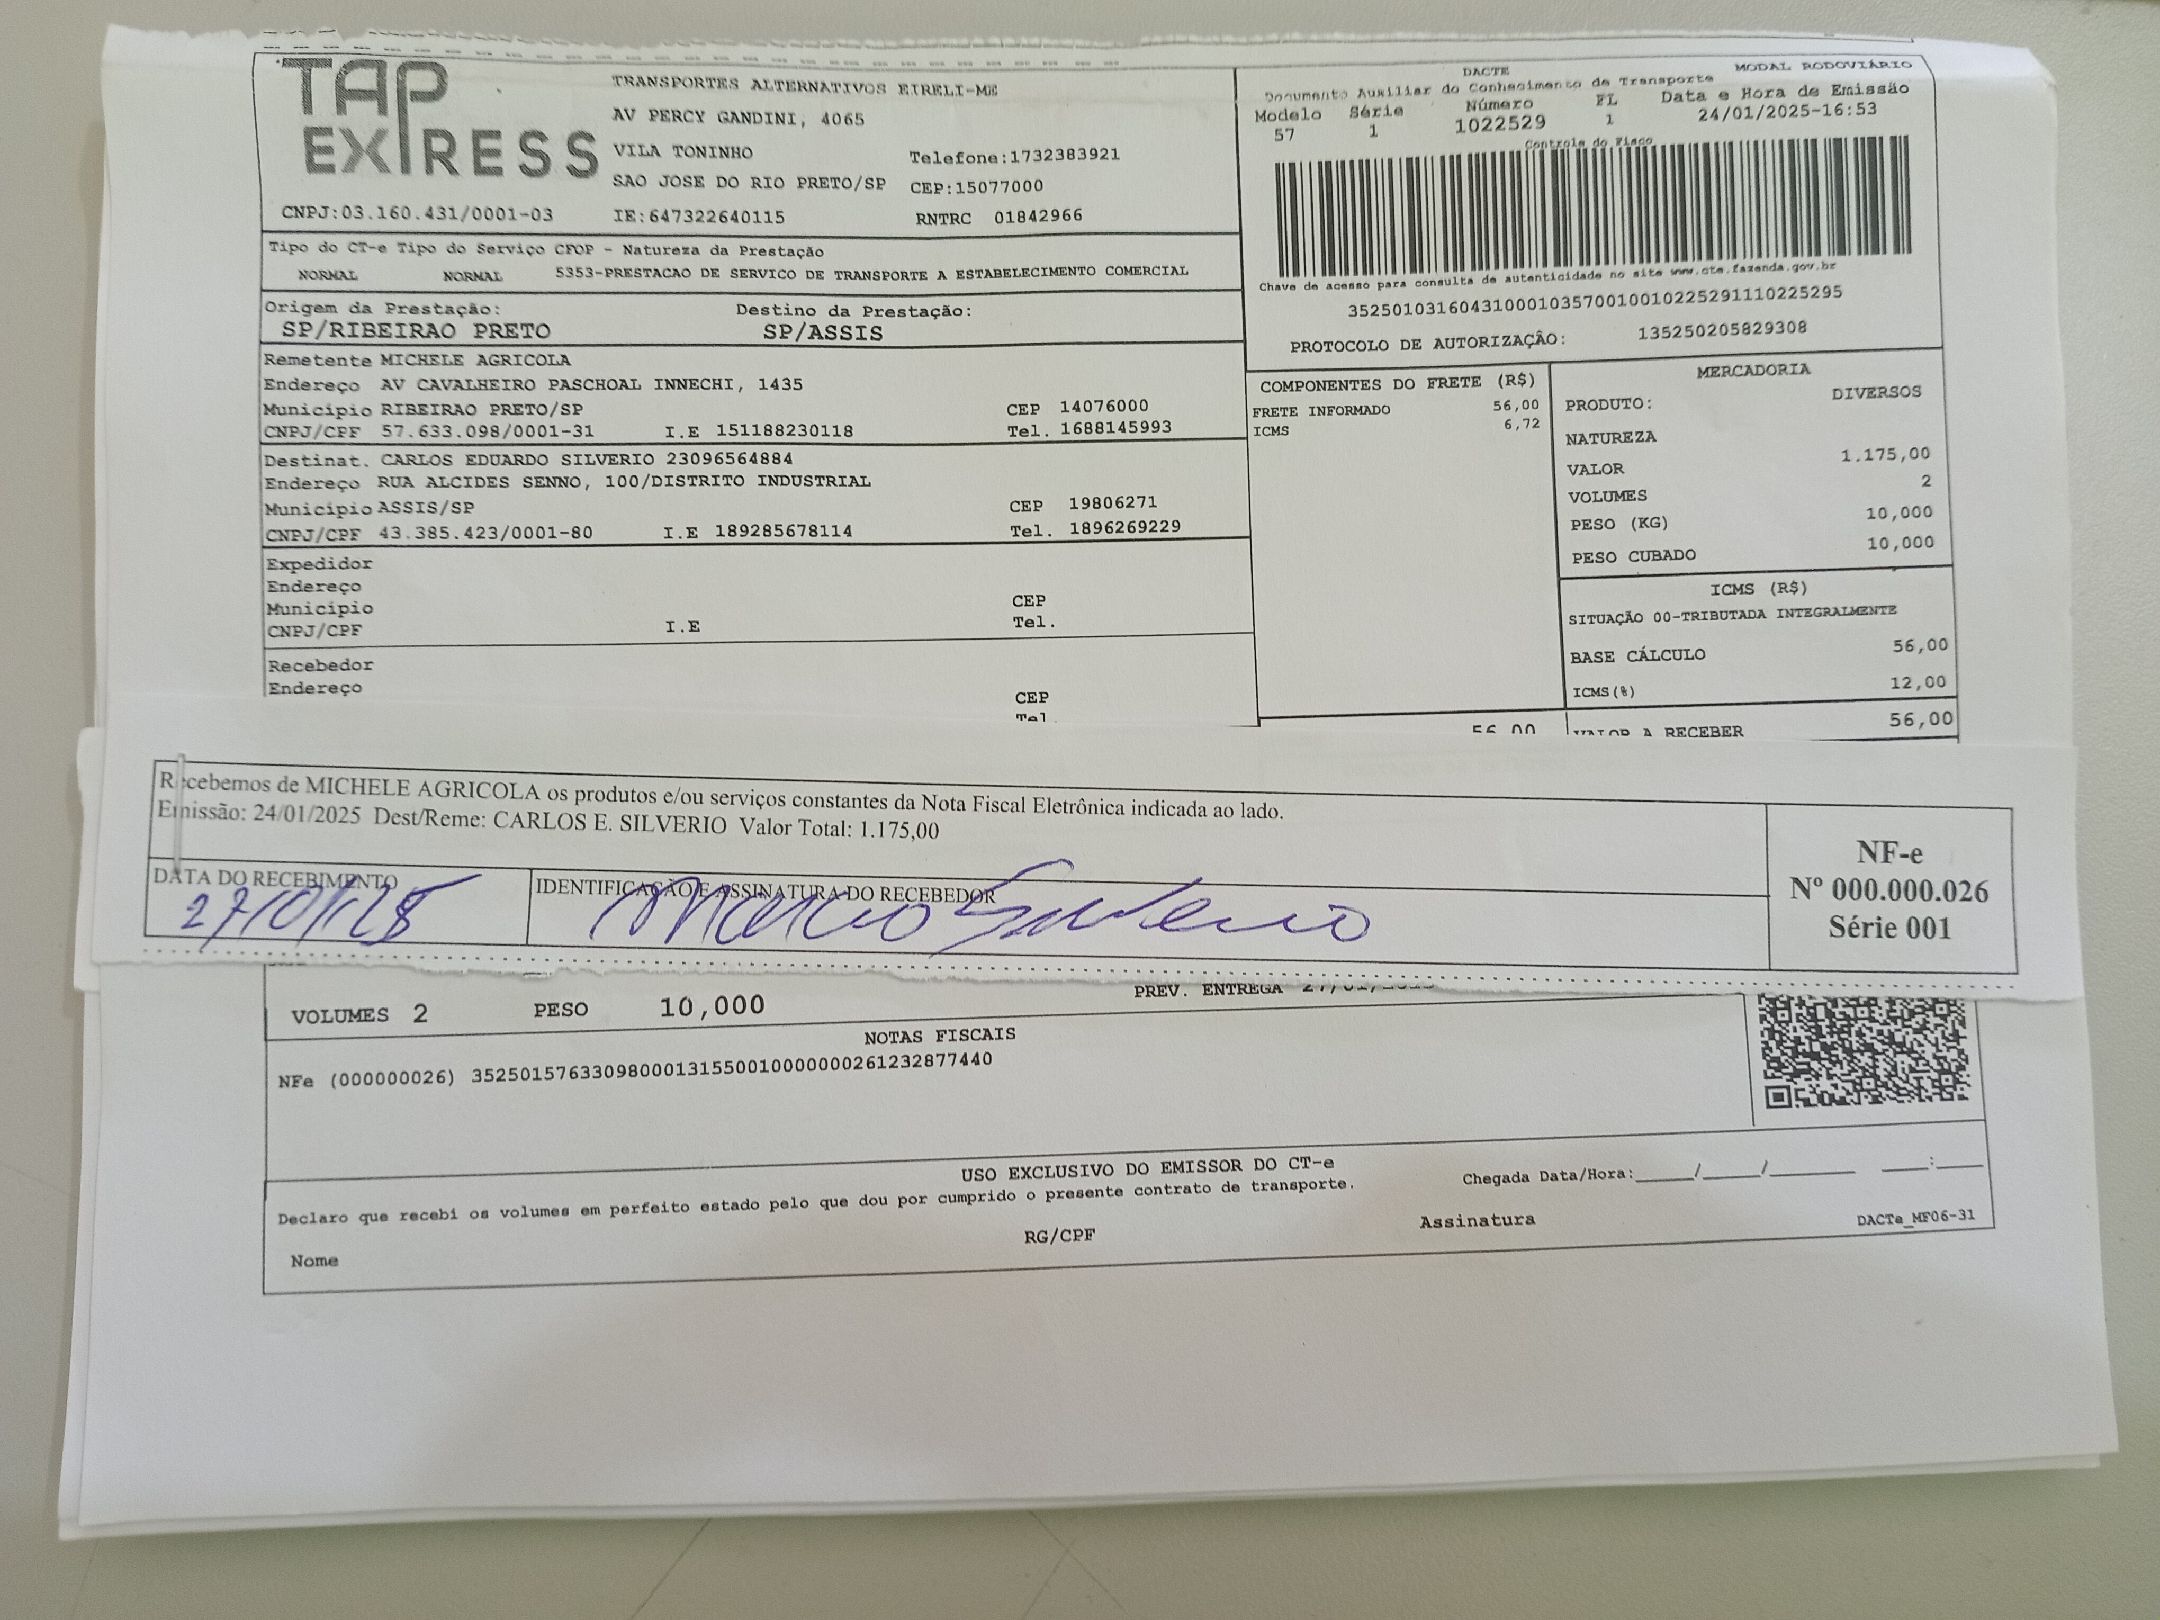 TAP EXPRESS
TRANSPORTES ALTERNATIVOS EIRELI-ME
AV PERCY GANDINI, 4065
VILA TONINHO Telefone:1732383921
SAO JOSE DO RIO PRETO/SP CEP:15077000
CNPJ:03.160.431/0001-03 IE:647322640115 RNTRC 01842966
DACTE MODAL RODOVIÁRIO
Documento Auxiliar do Conhecimento de Transporte
Modelo Série Número FL Data e Hora de Emissão
57 1 1022529 1 24/01/2025-16:53
Controle do Fisco
Chave de acesso para consulta de autenticidade no site www.cte.fazenda.gov.br
35250103160431000103570010010225291110225295
PROTOCOLO DE AUTORIZAÇÂO: 135250205829308
Tipo do CT-e Tipo do Serviço CFOP - Natureza da Prestação
NORMAL NORMAL 5353-PRESTACAO DE SERVICO DE TRANSPORTE A ESTABELECIMENTO COMERCIAL
Origem da Prestação: Destino da Prestação:
SP/RIBEIRAO PRETO SP/ASSIS
Remetente MICHELE AGRICOLA
Endereço AV CAVALHEIRO PASCHOAL INNECHI, 1435
Município RIBEIRAO PRETO/SP CEP 14076000
CNPJ/CPF 57.633.098/0001-31 I.E 151188230118 Tel. 1688145993
Destinat. CARLOS EDUARDO SILVERIO 23096564884
Endereço RUA ALCIDES SENNO, 100/DISTRITO INDUSTRIAL
Município ASSIS/SP CEP 19806271
CNPJ/CPF 43.385.423/0001-80 I.E 189285678114 Tel. 1896269229
Expedidor
Endereço
Município CEP
CNPJ/CPF I.E Tel.
Recebedor
Endereço
CEP
Tel
COMPONENTES DO FRETE (R$)
FRETE INFORMADO 56,00
ICMS 6,72
56,00
MERCADORIA
PRODUTO: DIVERSOS
NATUREZA
VALOR 1.175,00
VOLUMES 2
PESO (KG) 10,000
PESO CUBADO 10,000
ICMS (R$)
SITUAÇÃO 00-TRIBUTADA INTEGRALMENTE
BASE CÁLCULO 56,00
ICMS(%) 12,00
VALOR A RECEBER 56,00
Recebemos de MICHELE AGRICOLA os produtos e/ou serviços constantes da Nota Fiscal Eletrônica indicada ao lado.
Emissão: 24/01/2025 Dest/Reme: CARLOS E. SILVERIO Valor Total: 1.175,00
DATA DO RECEBIMENTO IDENTIFICAÇÃO E ASSINATURA DO RECEBEDOR
27/01/25
NF-e
Nº 000.000.026
Série 001
VOLUMES 2 PESO 10,000 PREV. ENTREGA
NOTAS FISCAIS
NFe (000000026) 35250157633098000131550010000000261232877440
USO EXCLUSIVO DO EMISSOR DO CT-e
Declaro que recebi os volumes em perfeito estado pelo que dou por cumprido o presente contrato de transporte.
Chegada Data/Hora:_____/_____/_______ ____:____
Nome RG/CPF Assinatura
DACTe_MF06-31